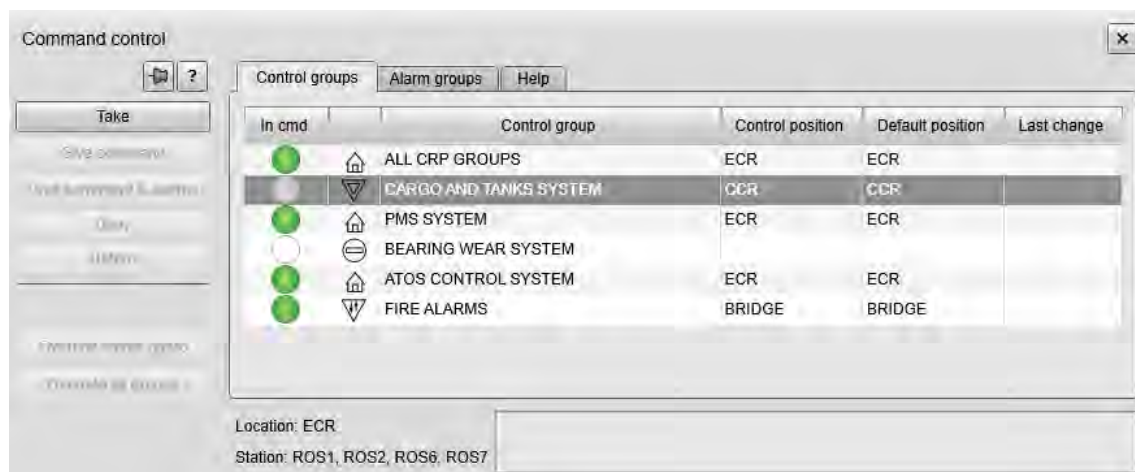 Command control
×
?
Control groups Alarm groups Help
Take
In cmd Control group Control position Default position Last change
ALL CRP GROUPS ECR ECR
CARGO AND TANKS SYSTEM CCR CCR
PMS SYSTEM ECR ECR
BEARING WEAR SYSTEM
ATOS CONTROL SYSTEM ECR ECR
FIRE ALARMS BRIDGE BRIDGE
Give command
Location: ECR
Station: ROS1, ROS2, ROS6, ROS7